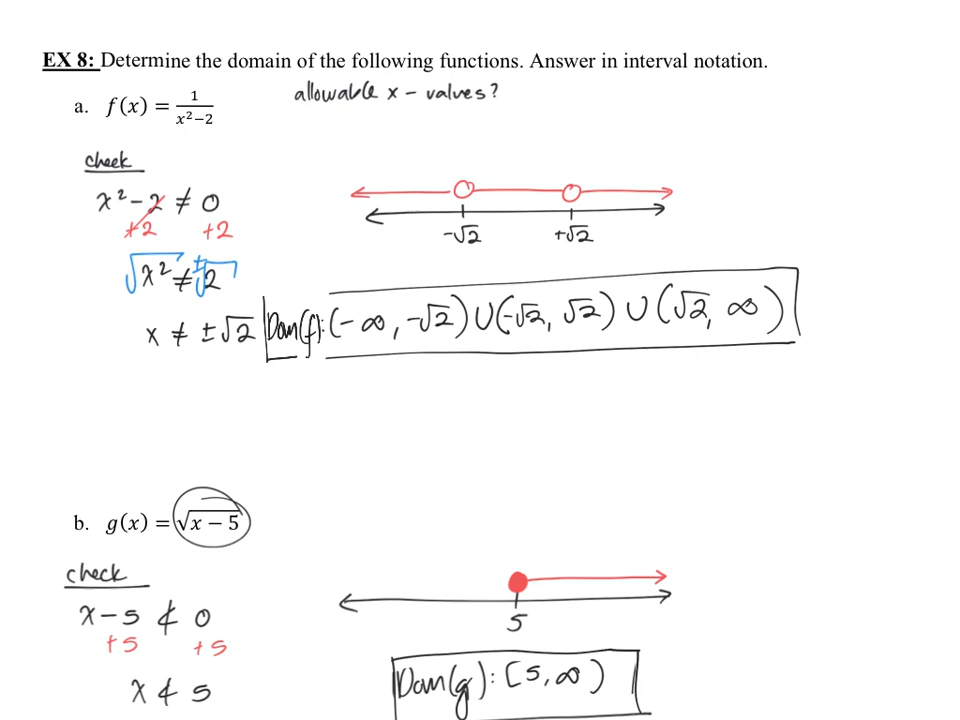 EX 8: Determine the domain of the following functions. Answer in interval notation.
allowable x - values?
a. f(x) = 1/(x² − 2)
check
x² - 2 ≠ 0
+2 +2
√x² ≠ ±√2
x ≠ ±√2
-√2 +√2
Dom(f): (-∞, -√2) ∪ (-√2, √2) ∪ (√2, ∞)
b. g(x) = √(x − 5)
check
x - 5 ≮ 0
+5 +5
x ≮ 5
5
Dom(g): [5, ∞)